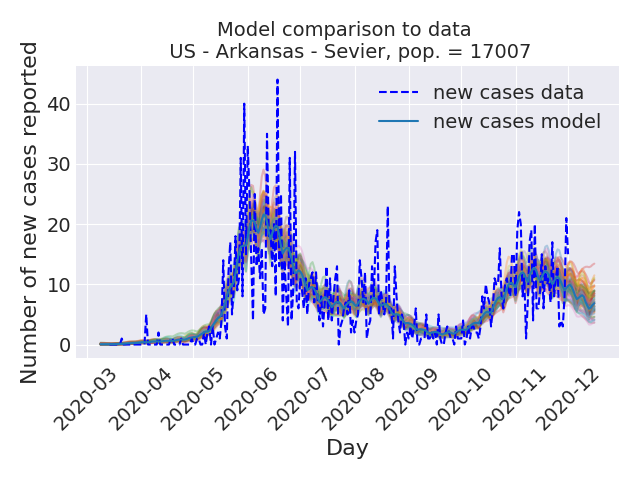 Model comparison to data
US - Arkansas - Sevier, pop. = 17007
Number of new cases reported
40
30
20
10
0
new cases data
new cases model
2020-03
2020-04
2020-05
2020-06
2020-07
2020-08
2020-09
2020-10
2020-11
2020-12
Day